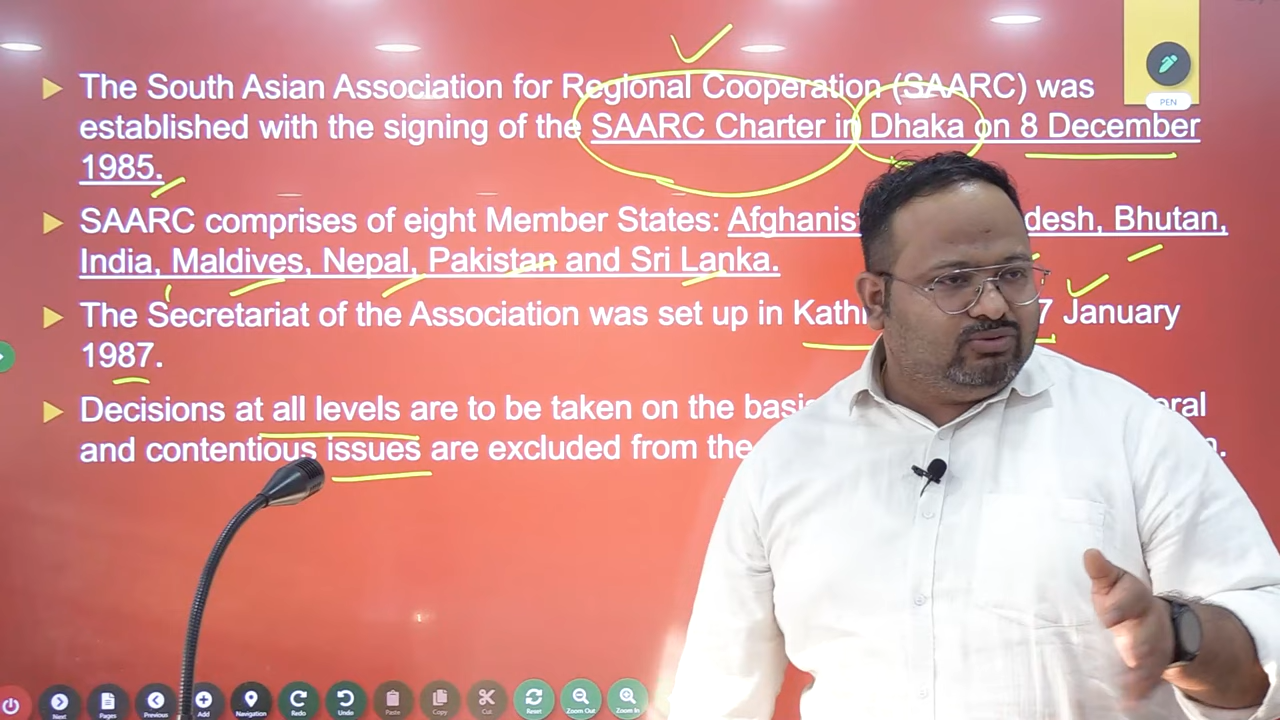 The South Asian Association for Regional Cooperation (SAARC) was
established with the signing of the SAARC Charter in Dhaka on 8 December
1985.
SAARC comprises of eight Member States: Afghanis desh, Bhutan,
India, Maldives, Nepal, Pakistan and Sri Lanka.
The Secretariat of the Association was set up in Kath 7 January
1987.
Decisions at all levels are to be taken on the basis eral
and contentious issues are excluded from the
PEN
Next
Pages
Previous
Add
Navigation
Redo
Undo
Paste
Copy
Cut
Reset
Zoom Out
Zoom In